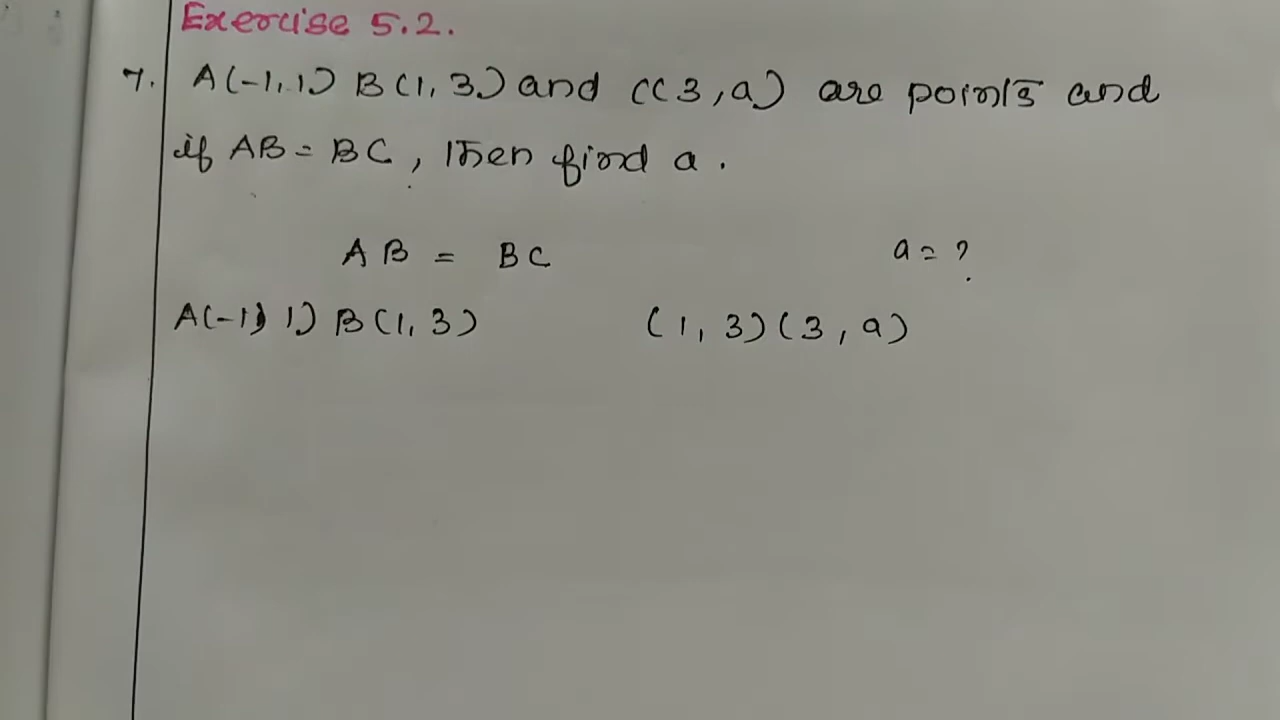 Exercise 5.2.
7. A(-1,1) B(1,3) and C(3,a) are points and
if AB = BC, then find a.
AB = BC a = ?
A(-1, 1) B(1,3) (1,3)(3,a)